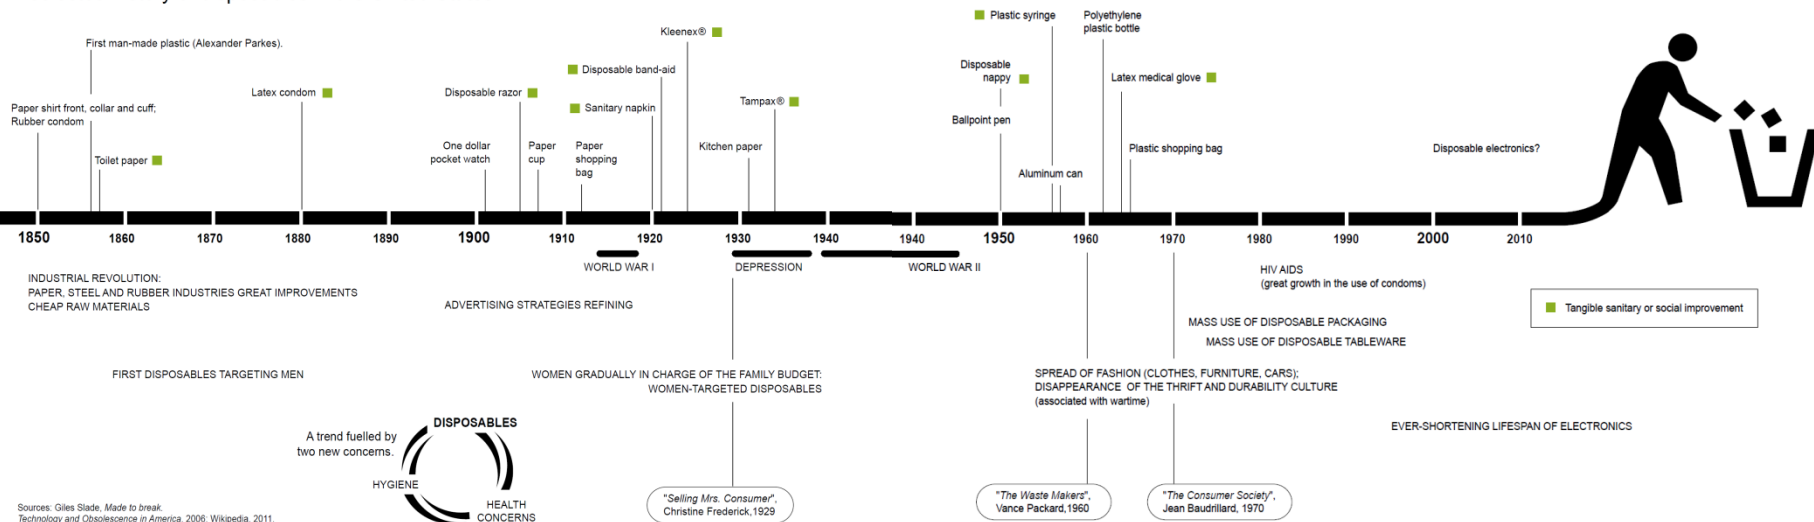 First man-made plastic (Alexander Parkes).
Paper shirt front, collar and cuff;
Rubber condom
Toilet paper
Latex condom
Disposable razor
One dollar
pocket watch
Paper
cup
Paper
shopping
bag
Disposable band-aid
Sanitary napkin
Kleenex®
Tampax®
Kitchen paper
Plastic syringe
Polyethylene
plastic bottle
Disposable
nappy
Latex medical glove
Ballpoint pen
Plastic shopping bag
Aluminum can
Disposable electronics?
1850 1860 1870 1880 1890 1900 1910 1920 1930 1940 1940 1950 1960 1970 1980 1990 2000 2010
WORLD WAR I
DEPRESSION
WORLD WAR II
INDUSTRIAL REVOLUTION:
PAPER, STEEL AND RUBBER INDUSTRIES GREAT IMPROVEMENTS
CHEAP RAW MATERIALS
ADVERTISING STRATEGIES REFINING
HIV AIDS
(great growth in the use of condoms)
Tangible sanitary or social improvement
MASS USE OF DISPOSABLE PACKAGING
MASS USE OF DISPOSABLE TABLEWARE
FIRST DISPOSABLES TARGETING MEN
WOMEN GRADUALLY IN CHARGE OF THE FAMILY BUDGET:
WOMEN-TARGETED DISPOSABLES
SPREAD OF FASHION (CLOTHES, FURNITURE, CARS);
DISAPPEARANCE OF THE THRIFT AND DURABILITY CULTURE
(associated with wartime)
EVER-SHORTENING LIFESPAN OF ELECTRONICS
DISPOSABLES
A trend fuelled by
two new concerns.
HYGIENE
HEALTH
CONCERNS
"Selling Mrs. Consumer",
Christine Frederick,1929
"The Waste Makers",
Vance Packard,1960
"The Consumer Society",
Jean Baudrillard, 1970
Sources: Giles Slade, Made to break.
Technology and Obsolescence in America, 2006; Wikipedia, 2011.